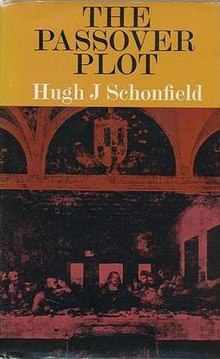 THE
PASSOVER
PLOT
Hugh J Schonfield